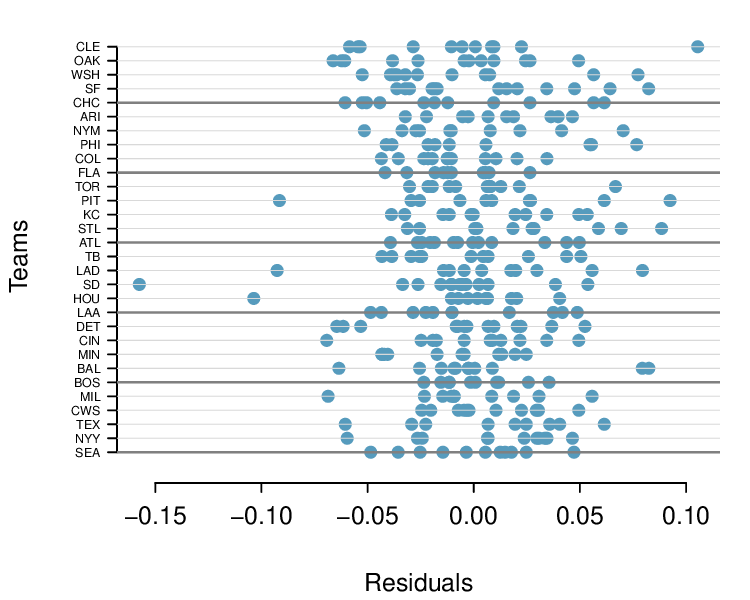 CLE
OAK
WSH
SF
CHC
ARI
NYM
PHI
COL
FLA
TOR
PIT
KC
STL
ATL
TB
LAD
SD
HOU
LAA
DET
CIN
MIN
BAL
BOS
MIL
CWS
TEX
NYY
SEA
Teams
−0.15 −0.10 −0.05 0.00 0.05 0.10
Residuals